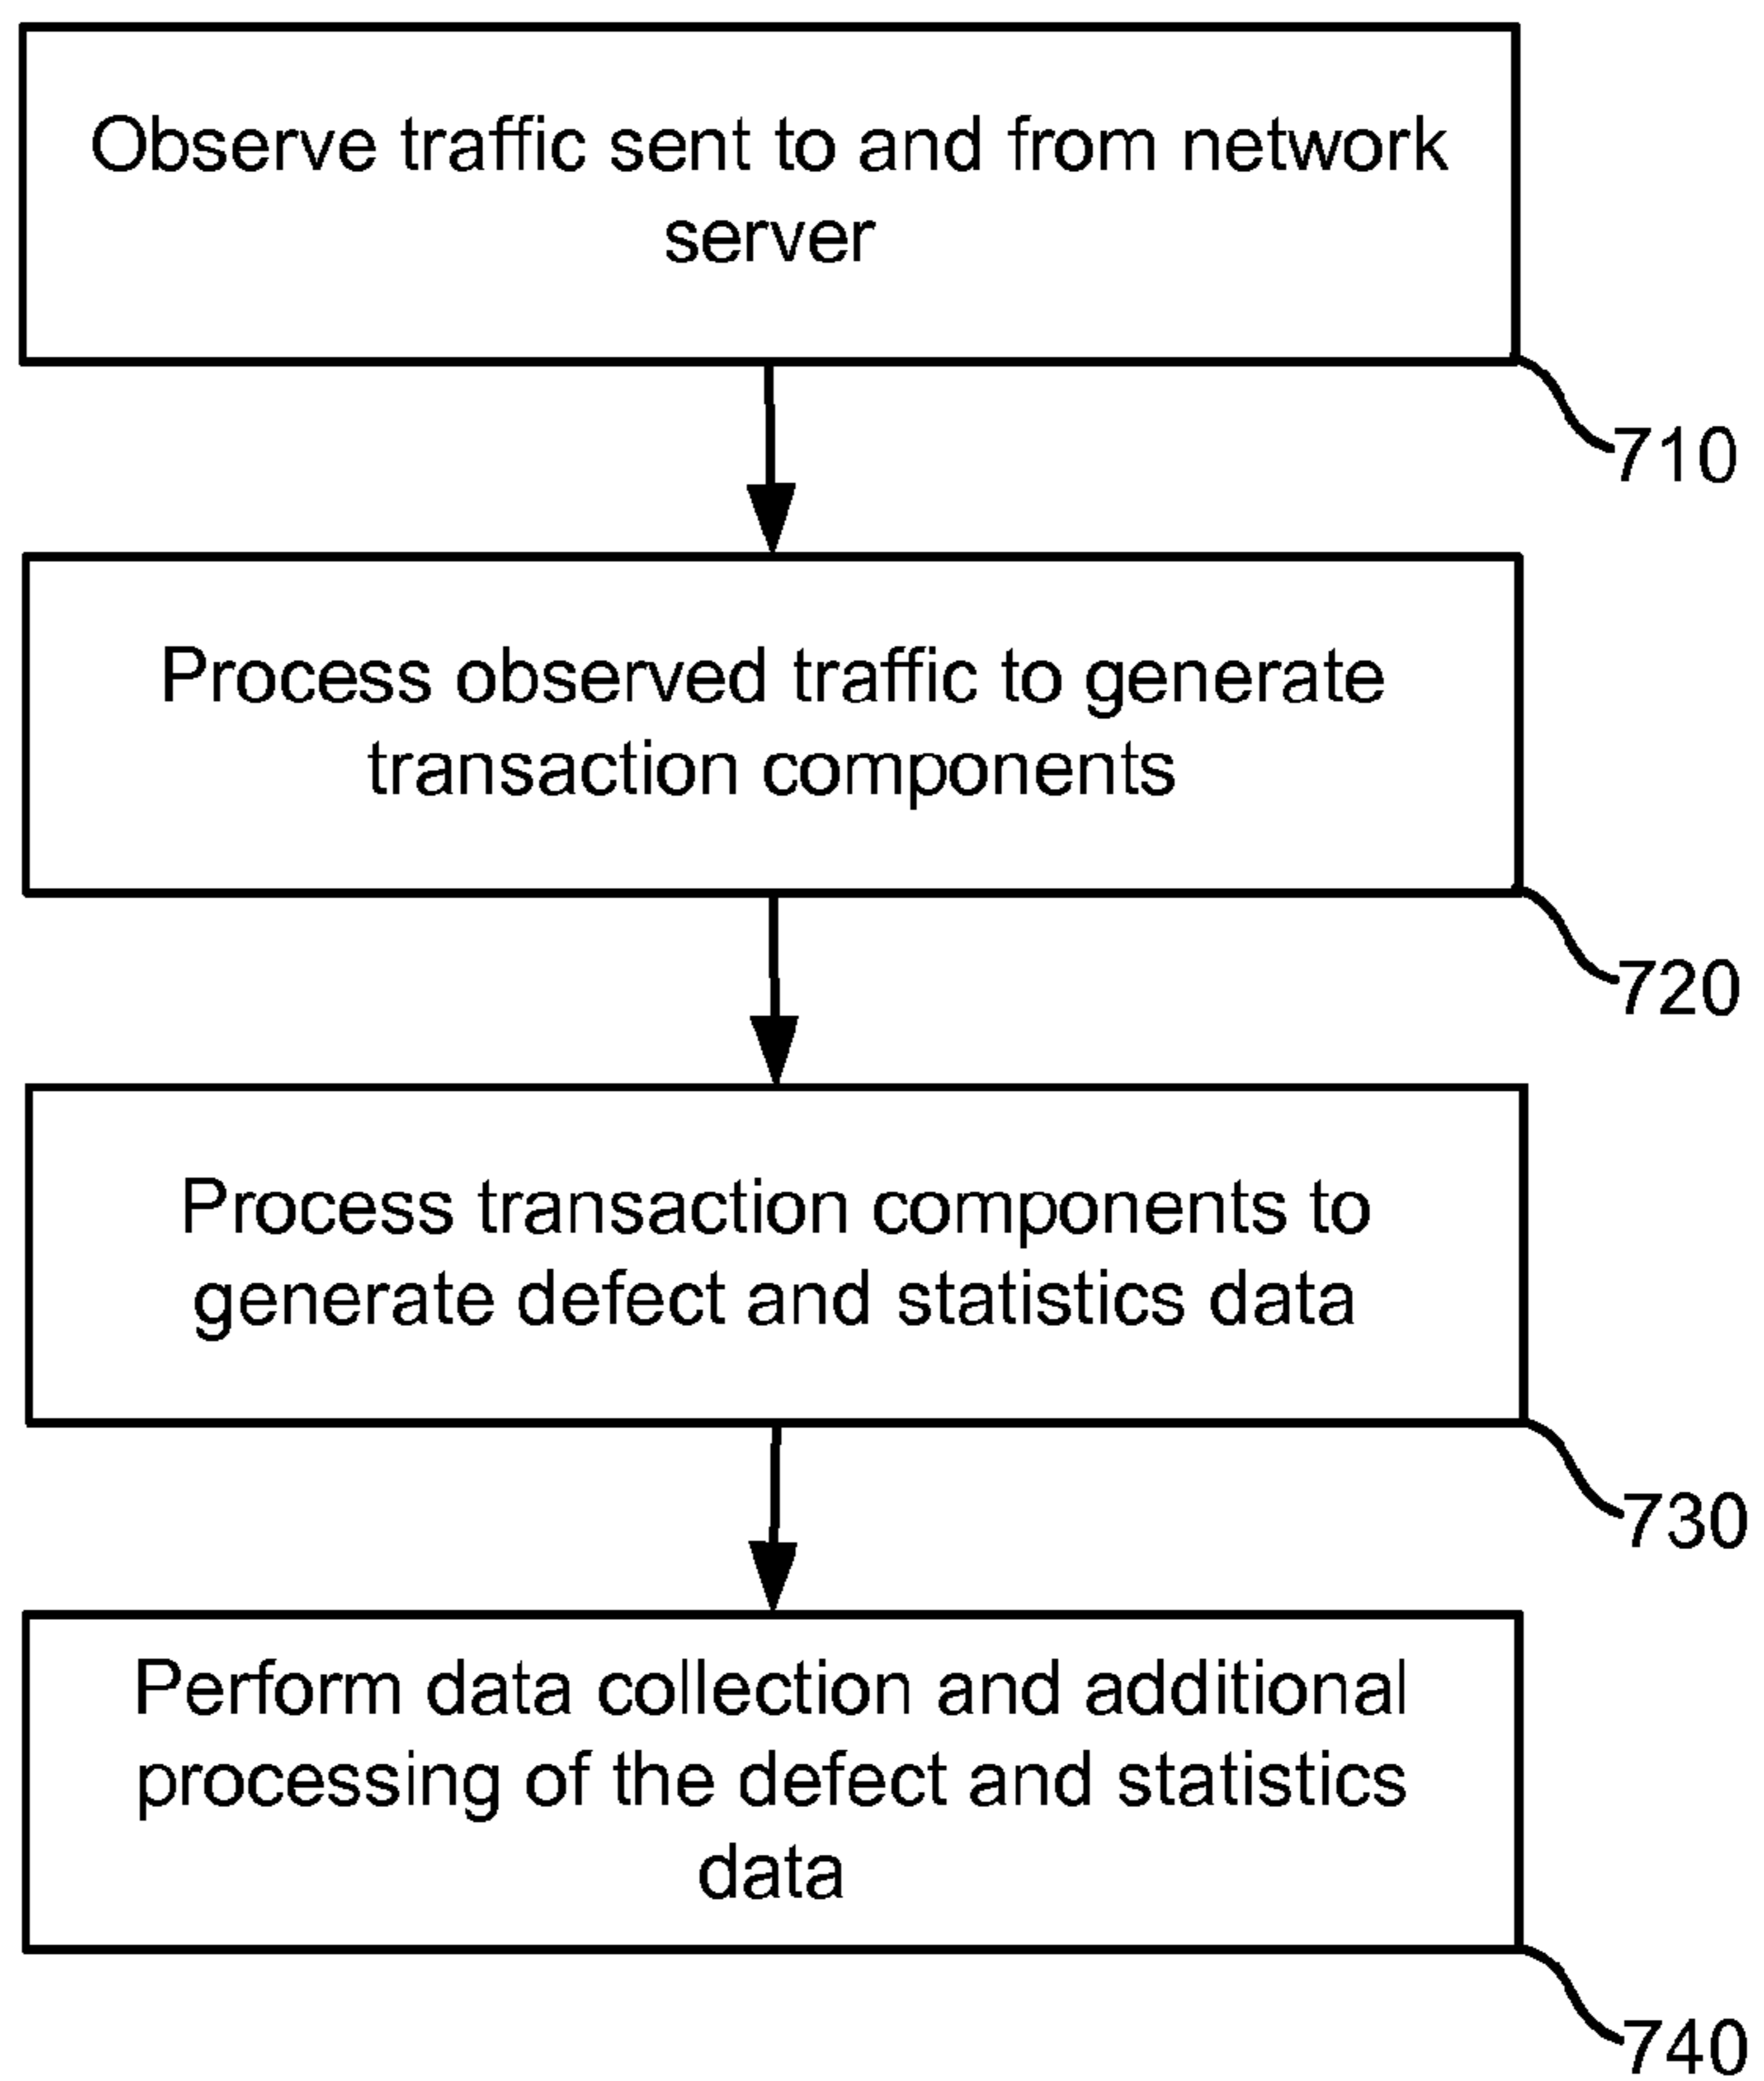 Observe traffic sent to and from network
server
710
Process observed traffic to generate
transaction components
720
Process transaction components to
generate defect and statistics data
730
Perform data collection and additional
processing of the defect and statistics
data
740